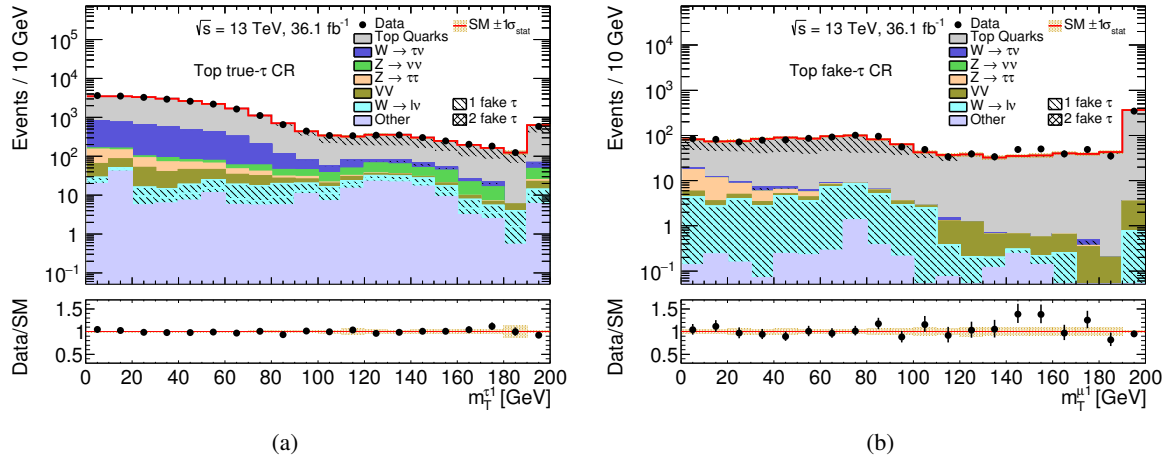 √s = 13 TeV, 36.1 fb⁻¹
Top true-τ CR
Data
Top Quarks
W → τν
Z → νν
Z → ττ
VV
W → lν
Other
SM ±1σ_stat
1 fake τ
2 fake τ
Events / 10 GeV
10⁵
10⁴
10³
10²
10
1
10⁻¹
Data/SM
1.5
1
0.5
0 20 40 60 80 100 120 140 160 180 200
m_T^τ1 [GeV]
(a)
√s = 13 TeV, 36.1 fb⁻¹
Top fake-τ CR
Data
Top Quarks
W → τν
Z → νν
Z → ττ
VV
W → lν
Other
SM ±1σ_stat
1 fake τ
2 fake τ
Events / 10 GeV
10⁴
10³
10²
10
1
10⁻¹
Data/SM
1.5
1
0.5
0 20 40 60 80 100 120 140 160 180 200
m_T^μ1 [GeV]
(b)